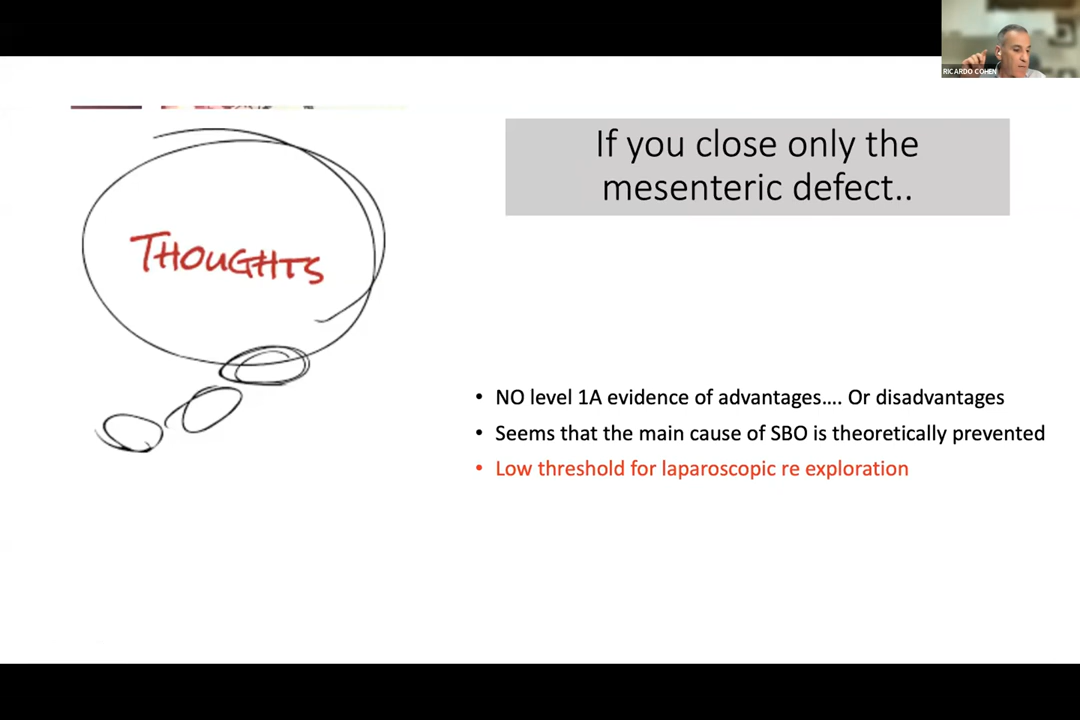 RICARDO COHEN
If you close only the
mesenteric defect..
THOUGHTS
• NO level 1A evidence of advantages…. Or disadvantages
• Seems that the main cause of SBO is theoretically prevented
• Low threshold for laparoscopic re exploration